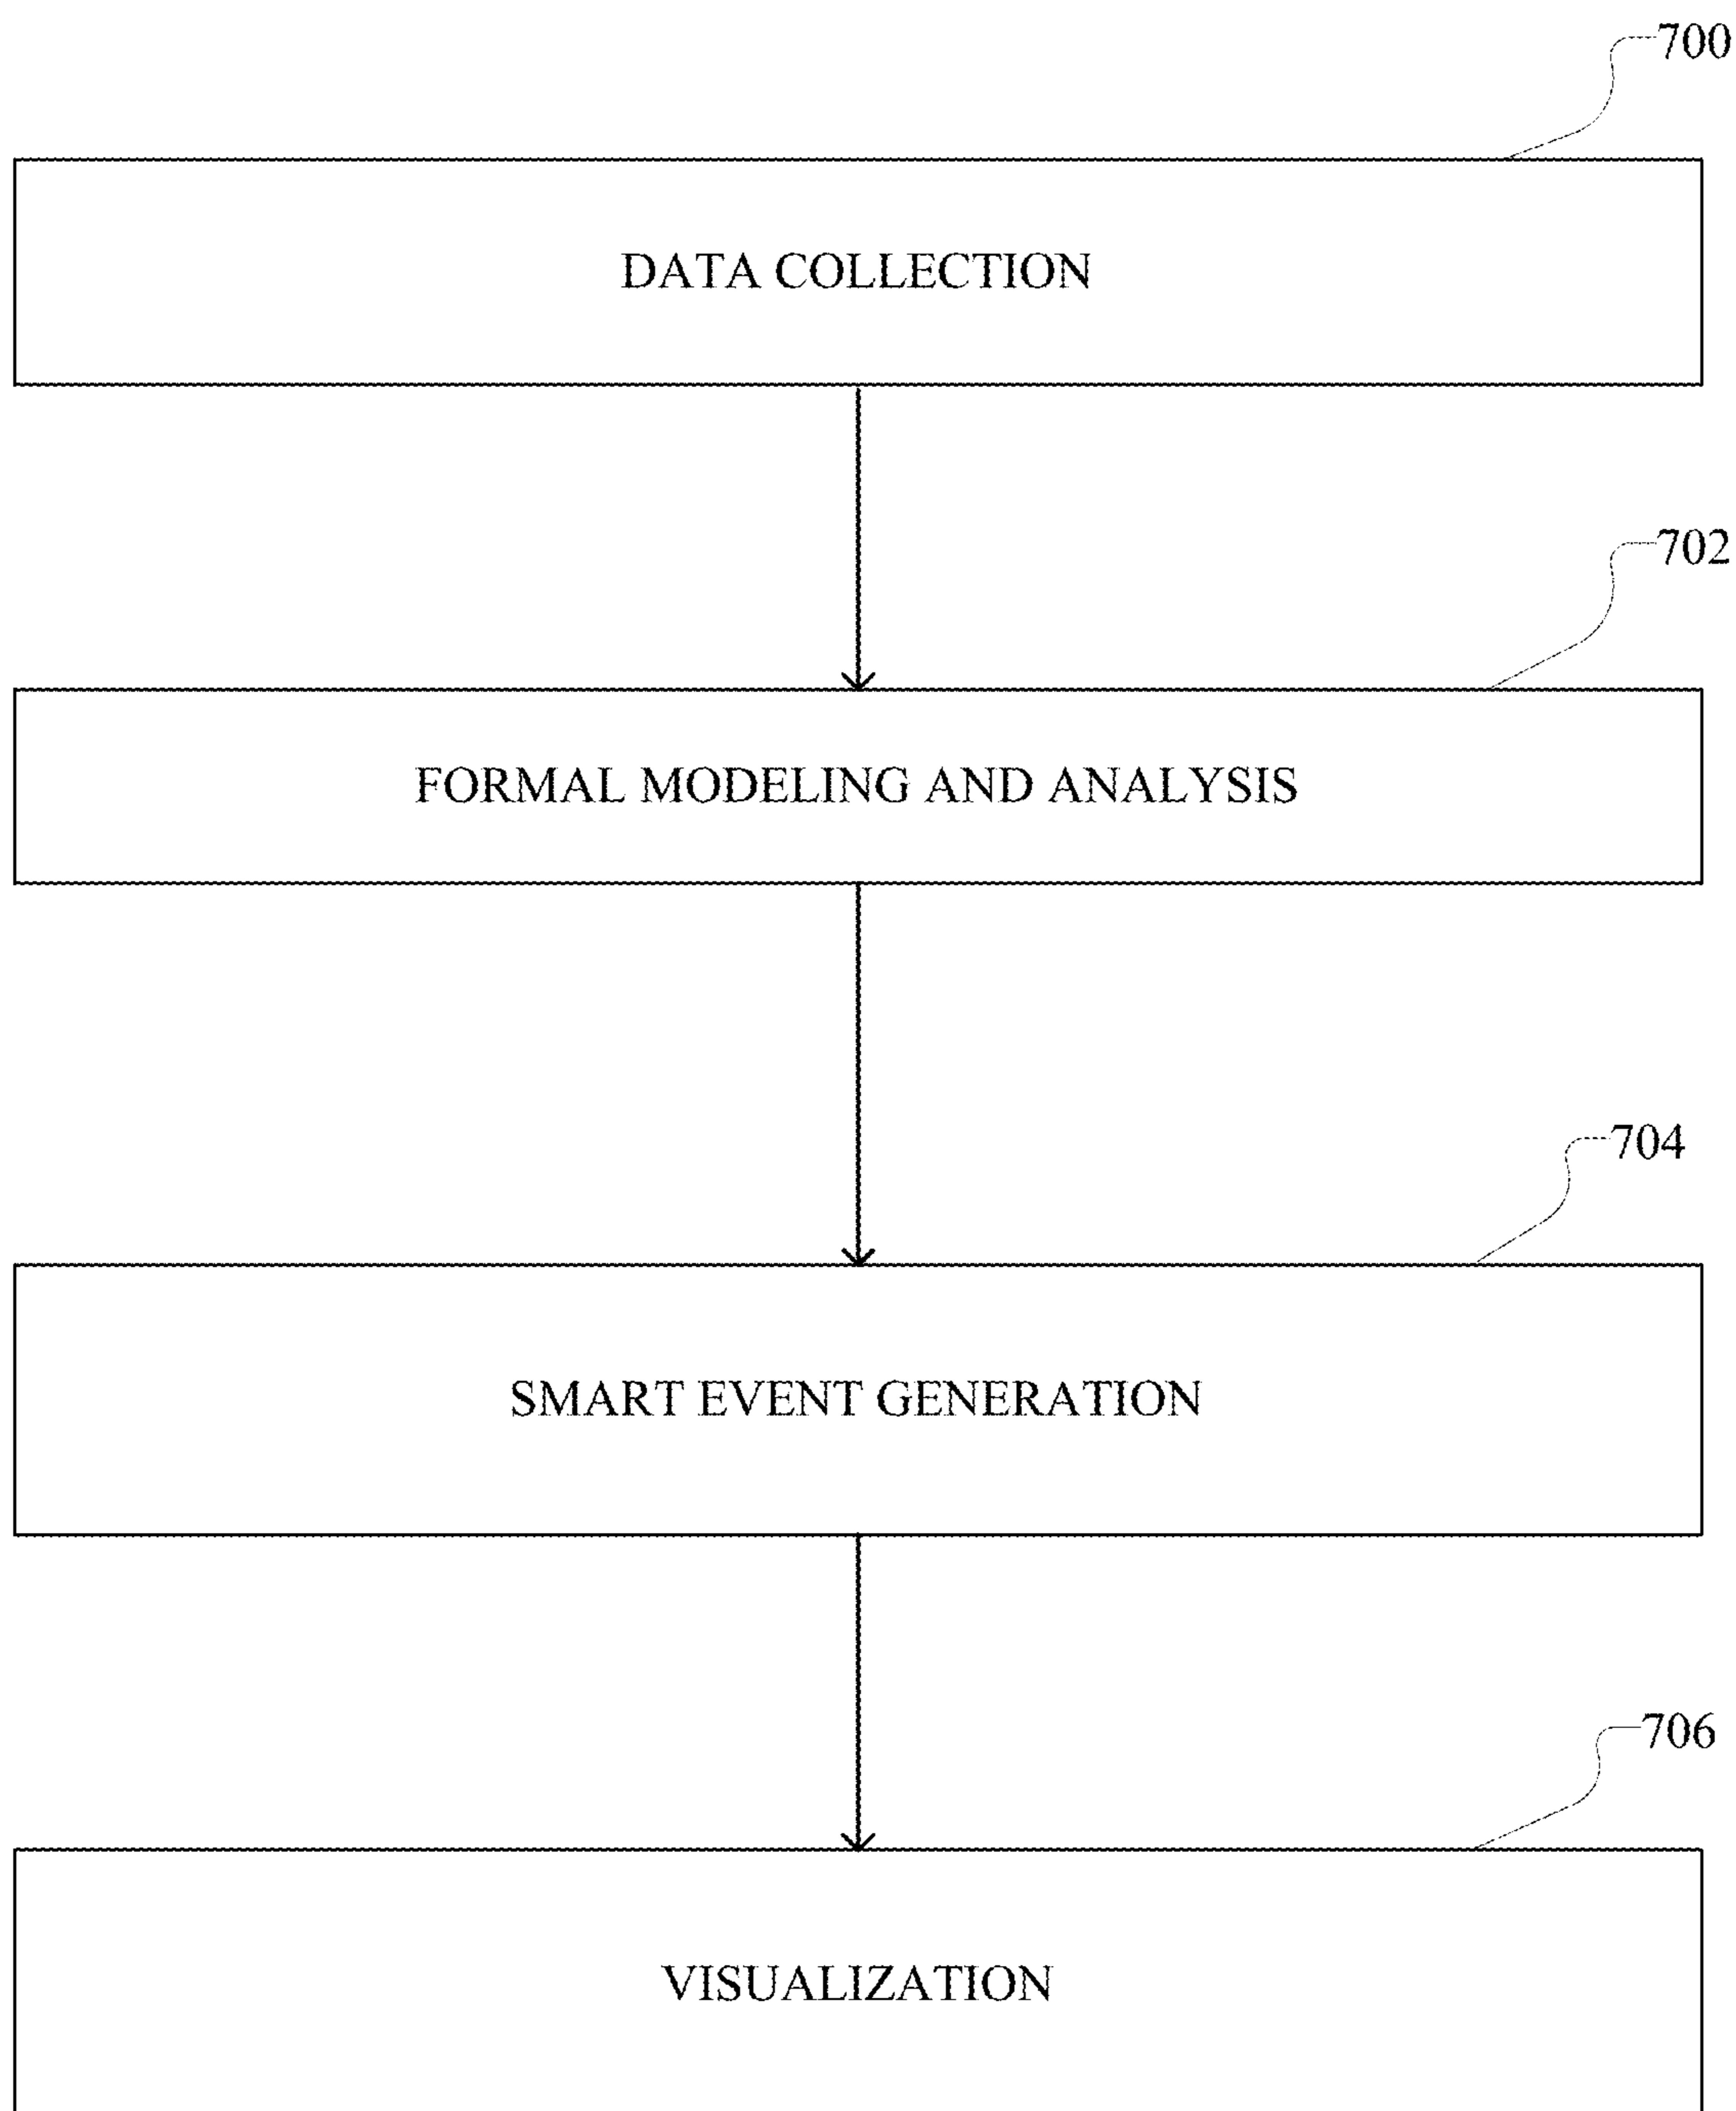 700
DATA COLLECTION
702
FORMAL MODELING AND ANALYSIS
704
SMART EVENT GENERATION
706
VISUALIZATION